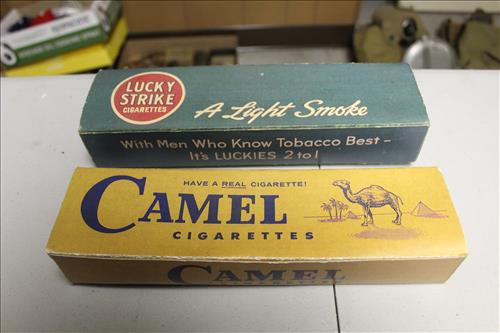 LUCKY
STRIKE
CIGARETTES
A Light Smoke
With Men Who Know Tobacco Best -
It's LUCKIES 2 to 1
HAVE A REAL CIGARETTE!
CAMEL
CIGARETTES
CAMEL
CIGARETTES